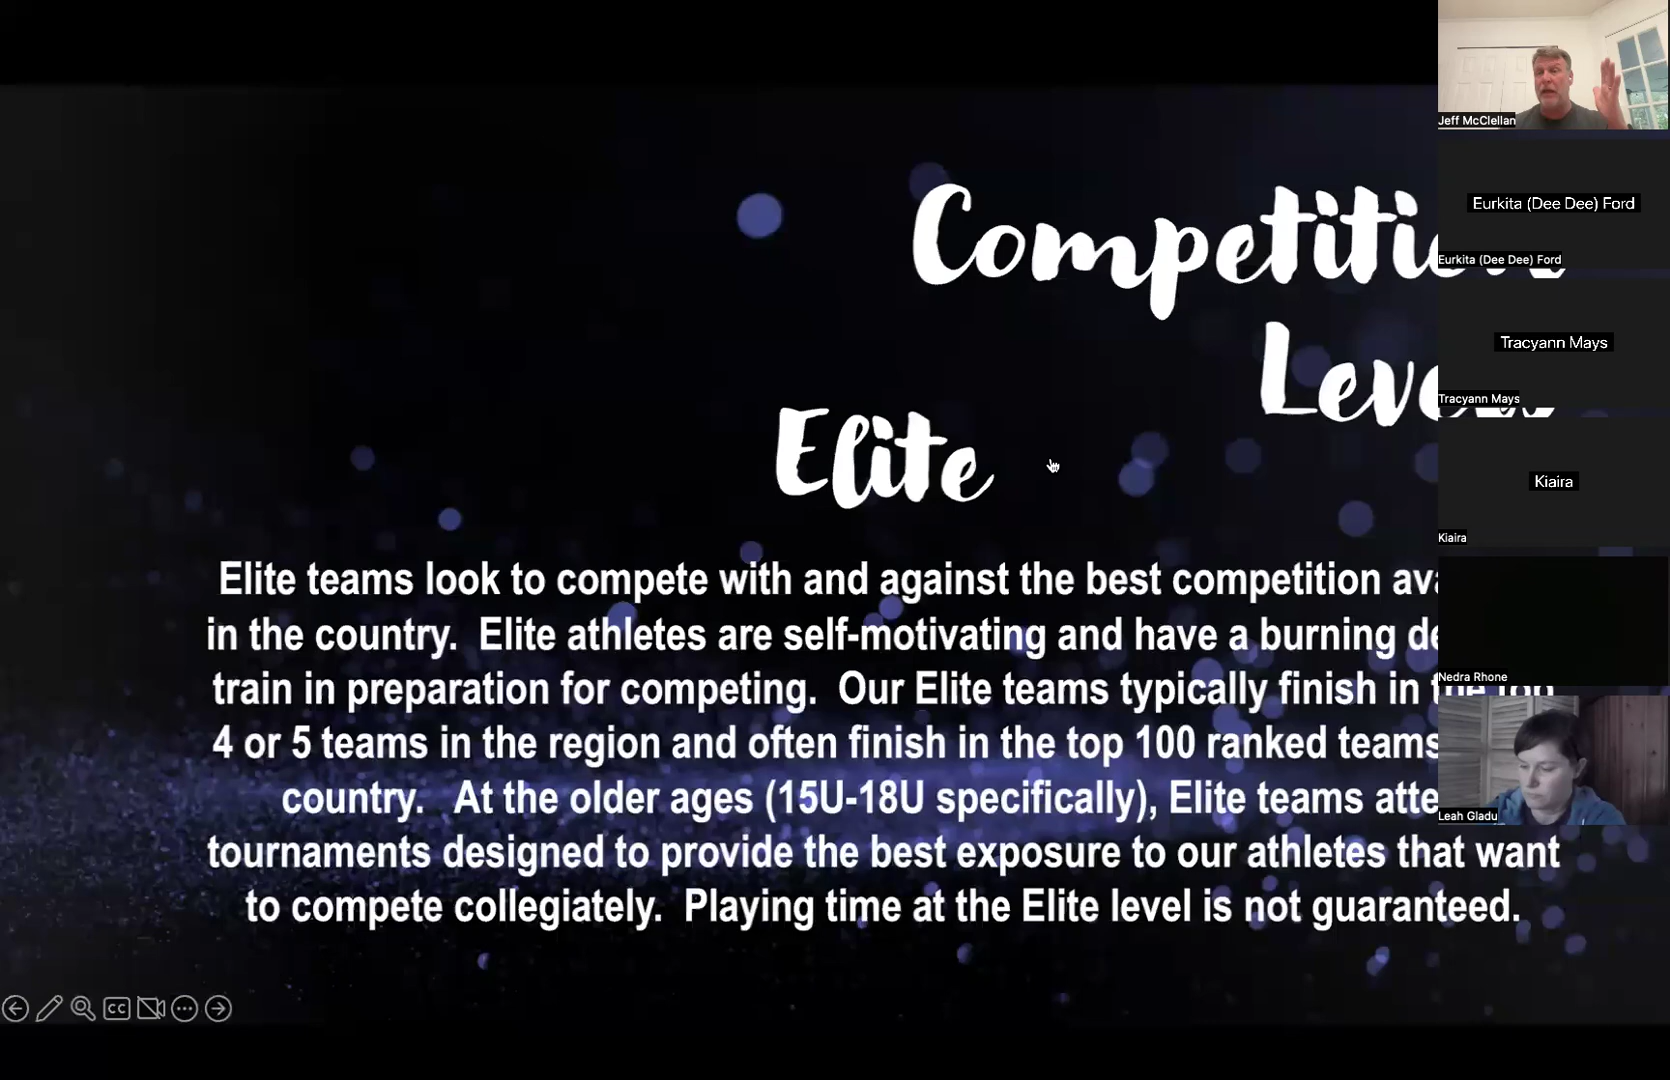 Competiti
Leve
Elite
Elite teams look to compete with and against the best competition ava
in the country.  Elite athletes are self-motivating and have a burning de
train in preparation for competing.  Our Elite teams typically finish in the top
4 or 5 teams in the region and often finish in the top 100 ranked teams
country.   At the older ages (15U-18U specifically), Elite teams atte
tournaments designed to provide the best exposure to our athletes that want
to compete collegiately.  Playing time at the Elite level is not guaranteed.
Jeff McClellan
Eurkita (Dee Dee) Ford
Eurkita (Dee Dee) Ford
Tracyann Mays
Tracyann Mays
Kiaira
Kiaira
Nedra Rhone
Leah Gladu
CC